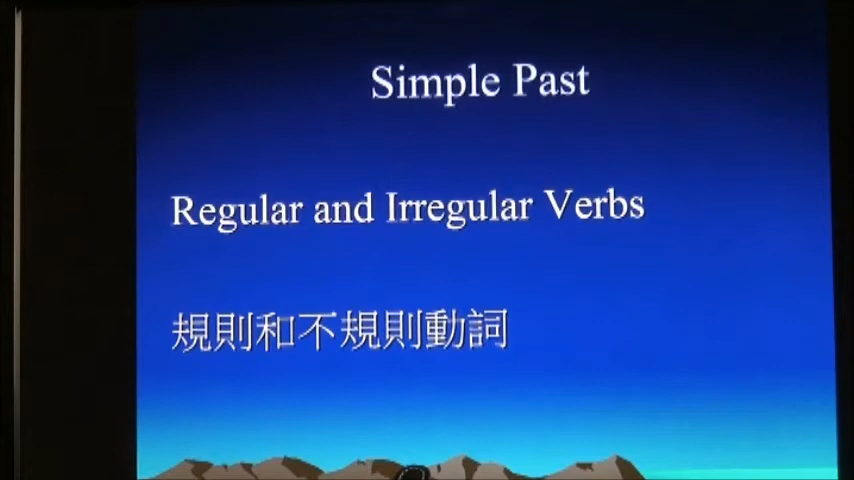 Simple Past
Regular and Irregular Verbs
規則和不規則動詞